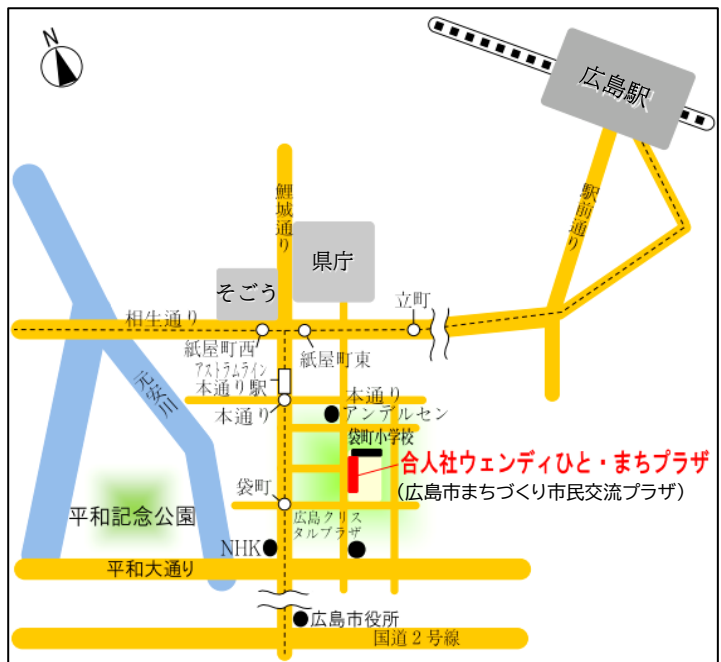 N
広島駅
鯉城通り
駅前通り
県庁
そごう
立町
相生通り
紙屋町西
紙屋町東
アストラムライン
本通り駅
本通り
本通り
アンデルセン
元安川
袋町小学校
合人社ウェンディひと・まちプラザ
（広島市まちづくり市民交流プラザ）
袋町
平和記念公園
広島クリス
タルプラザ
NHK
平和大通り
広島市役所
国道２号線